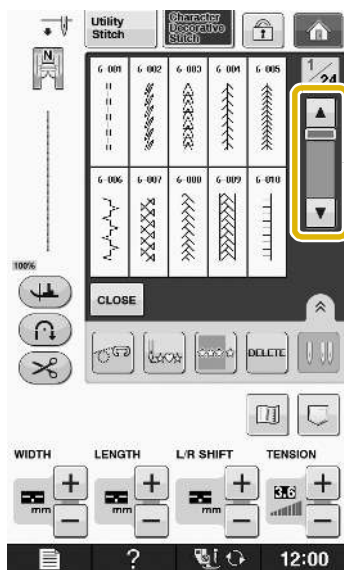 Utility
Stitch
Character
Decorative
Stitch
N
6-001 6-002 6-003 6-004 6-005
1/24
6-006 6-007 6-008 6-009 6-010
100%
CLOSE
DELETE
WIDTH LENGTH L/R SHIFT TENSION
3.6
mm mm mm
? 12:00